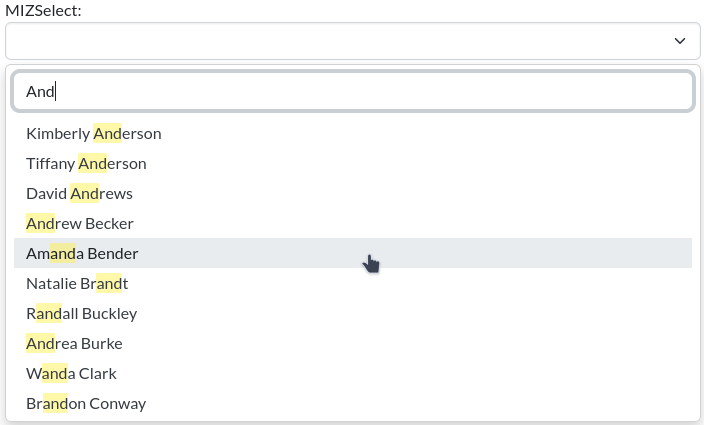 MIZSelect:
And
Kimberly Anderson
Tiffany Anderson
David Andrews
Andrew Becker
Amanda Bender
Natalie Brandt
Randall Buckley
Andrea Burke
Wanda Clark
Brandon Conway